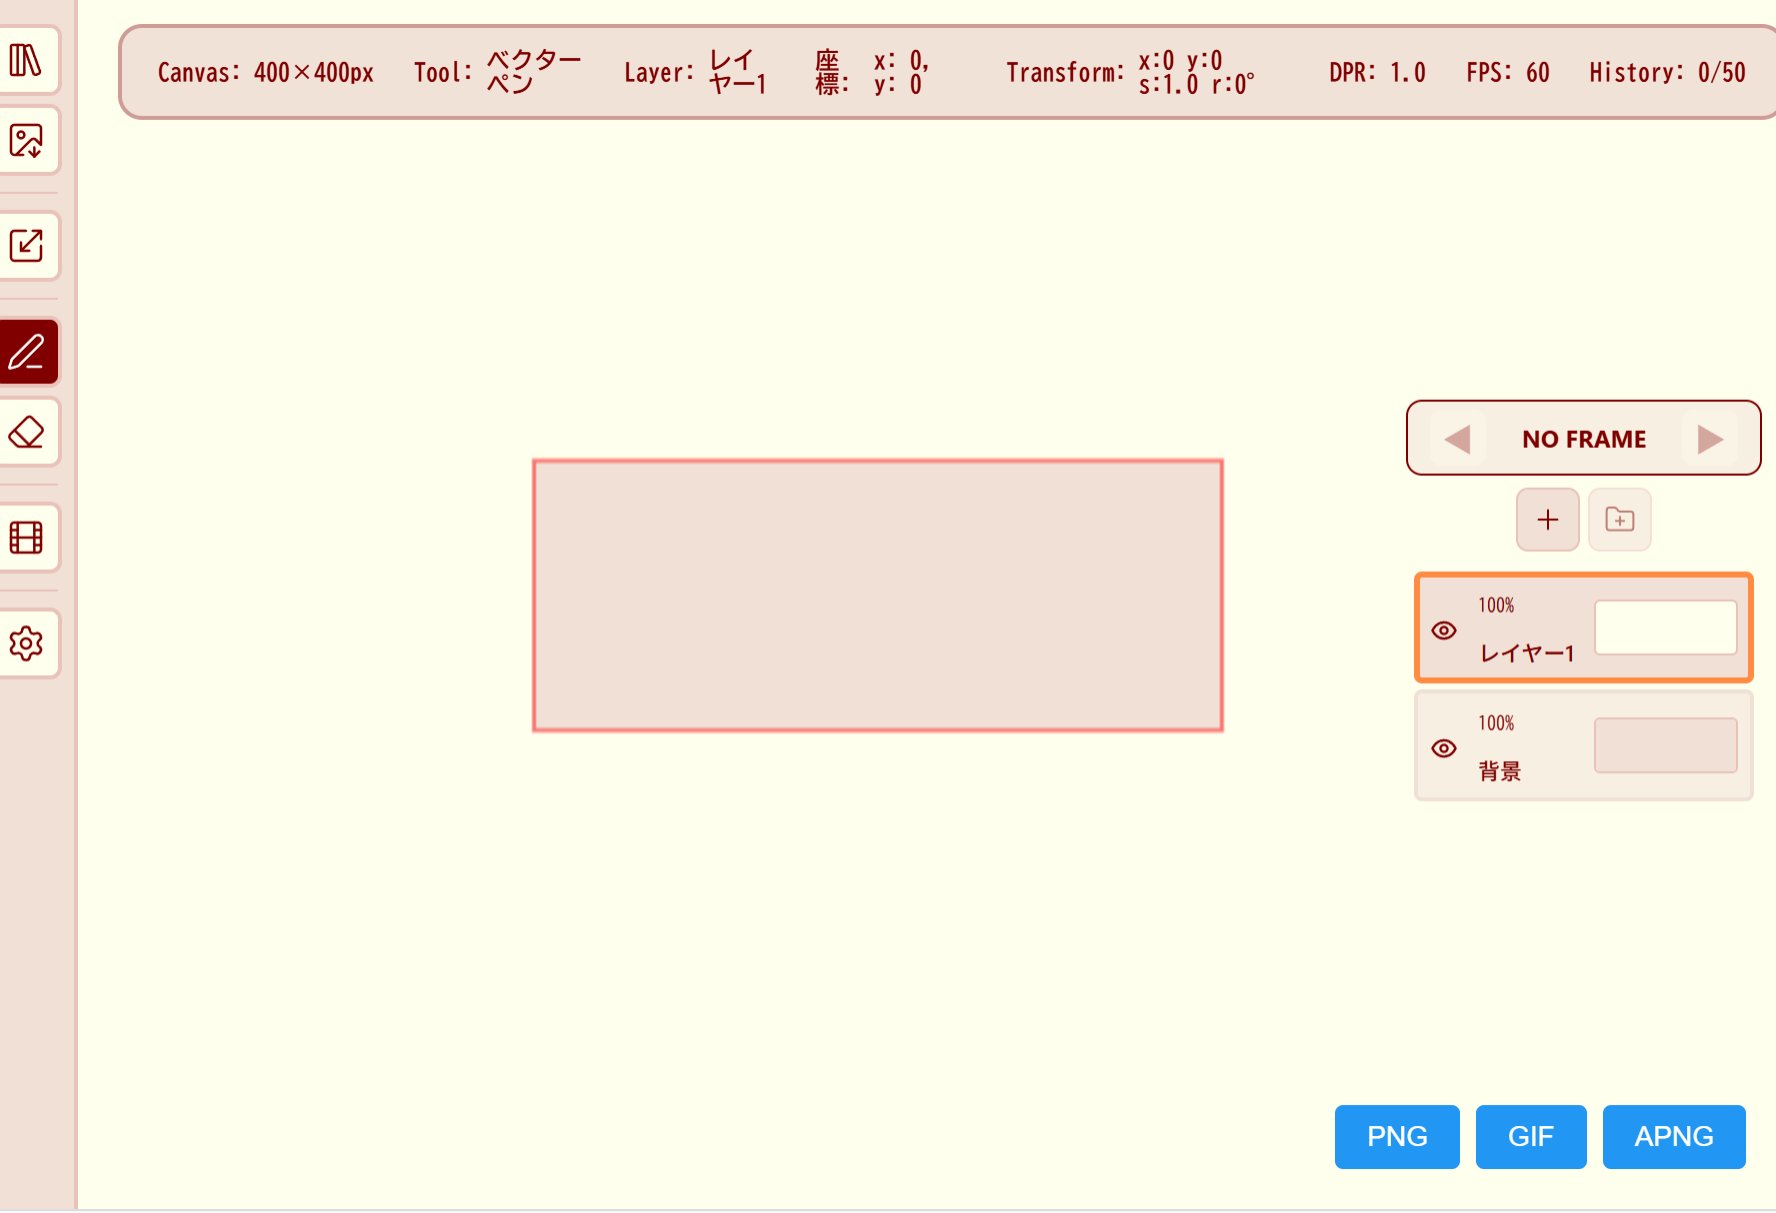 Canvas: 400×400px
Tool: ベクター
ペン
Layer: レイ
ヤー1
座
標: x: 0,
y: 0
Transform: x:0 y:0
s:1.0 r:0°
DPR: 1.0
FPS: 60
History: 0/50
NO FRAME
100%
レイヤー1
100%
背景
PNG
GIF
APNG